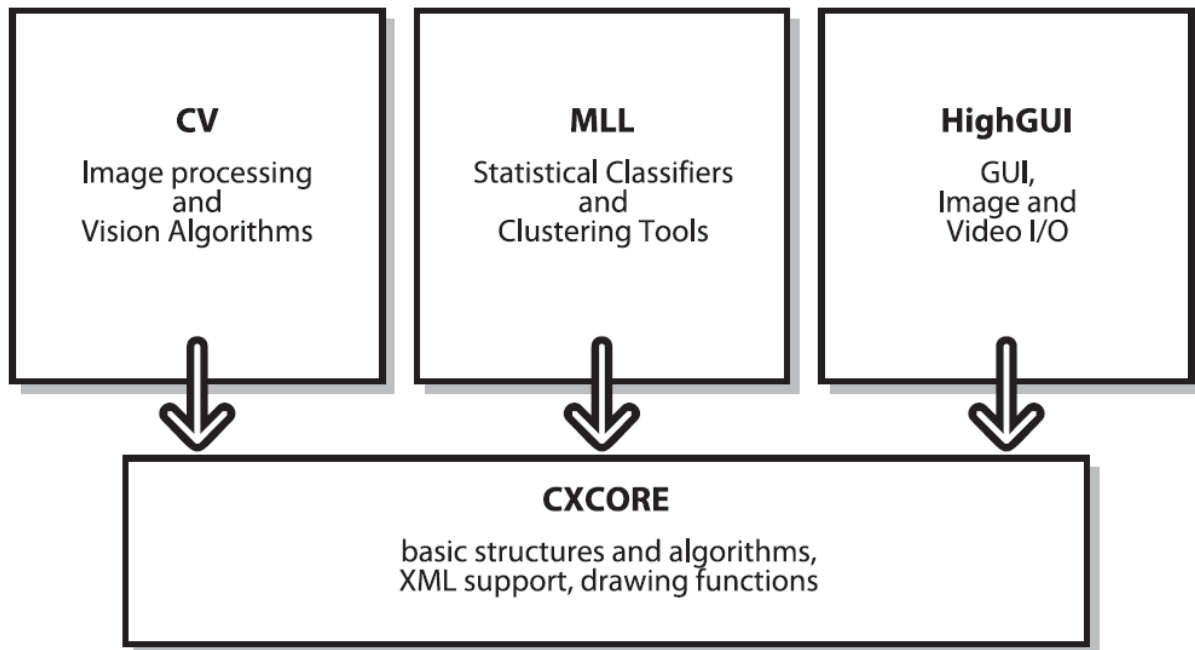 CV
Image processing
and
Vision Algorithms
MLL
Statistical Classifiers
and
Clustering Tools
HighGUI
GUI,
Image and
Video I/O
CXCORE
basic structures and algorithms,
XML support, drawing functions